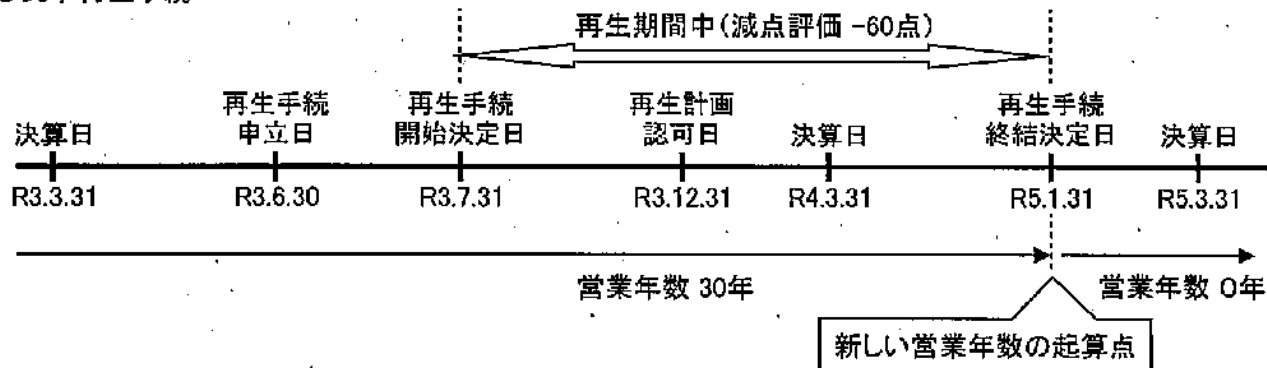 再生期間中(減点評価 -60点)
再生手続 再生手続 再生計画 再生手続
決算日 申立日 開始決定日 認可日 決算日 終結決定日 決算日
R3.3.31 R3.6.30 R3.7.31 R3.12.31 R4.3.31 R5.1.31 R5.3.31
営業年数 30年 営業年数 0年
新しい営業年数の起算点